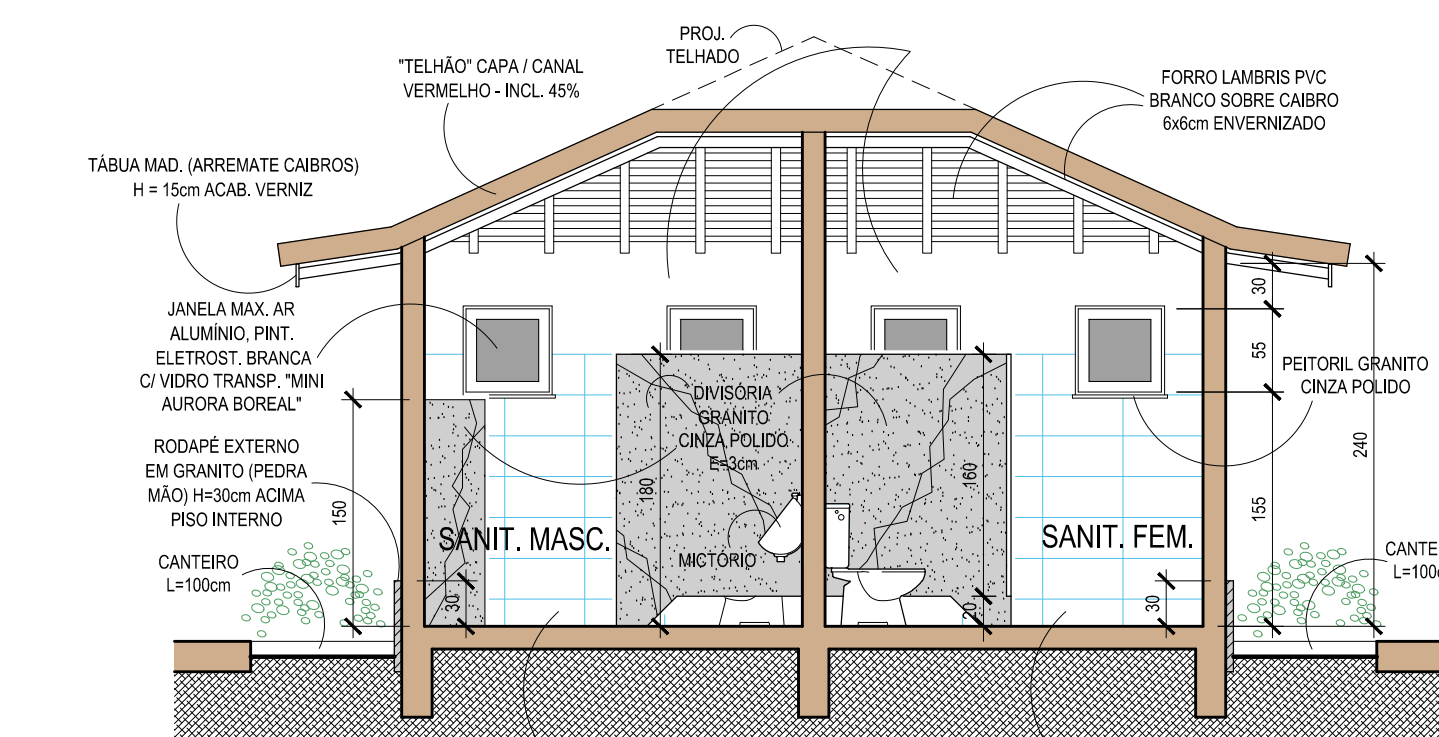 PROJ.
TELHADO
"TELHÃO" CAPA / CANAL
VERMELHO - INCL. 45%
FORRO LAMBRIS PVC
BRANCO SOBRE CAIBRO
6x6cm ENVERNIZADO
TÁBUA MAD. (ARREMATE CAIBROS)
H = 15cm ACAB. VERNIZ
JANELA MAX. AR
ALUMÍNIO, PINT.
ELETROST. BRANCA
C/ VIDRO TRANSP. "MINI
AURORA BOREAL"
RODAPÉ EXTERNO
EM GRANITO (PEDRA
MÃO) H=30cm ACIMA
PISO INTERNO
CANTEIRO
L=100cm
150
30
SANIT. MASC.
180
DIVISÓRIA
GRANITO
CINZA POLIDO
E=3cm
MICTÓRIO
160
20
SANIT. FEM.
30
30
55
155
240
PEITORIL GRANITO
CINZA POLIDO
CANTE
L=100